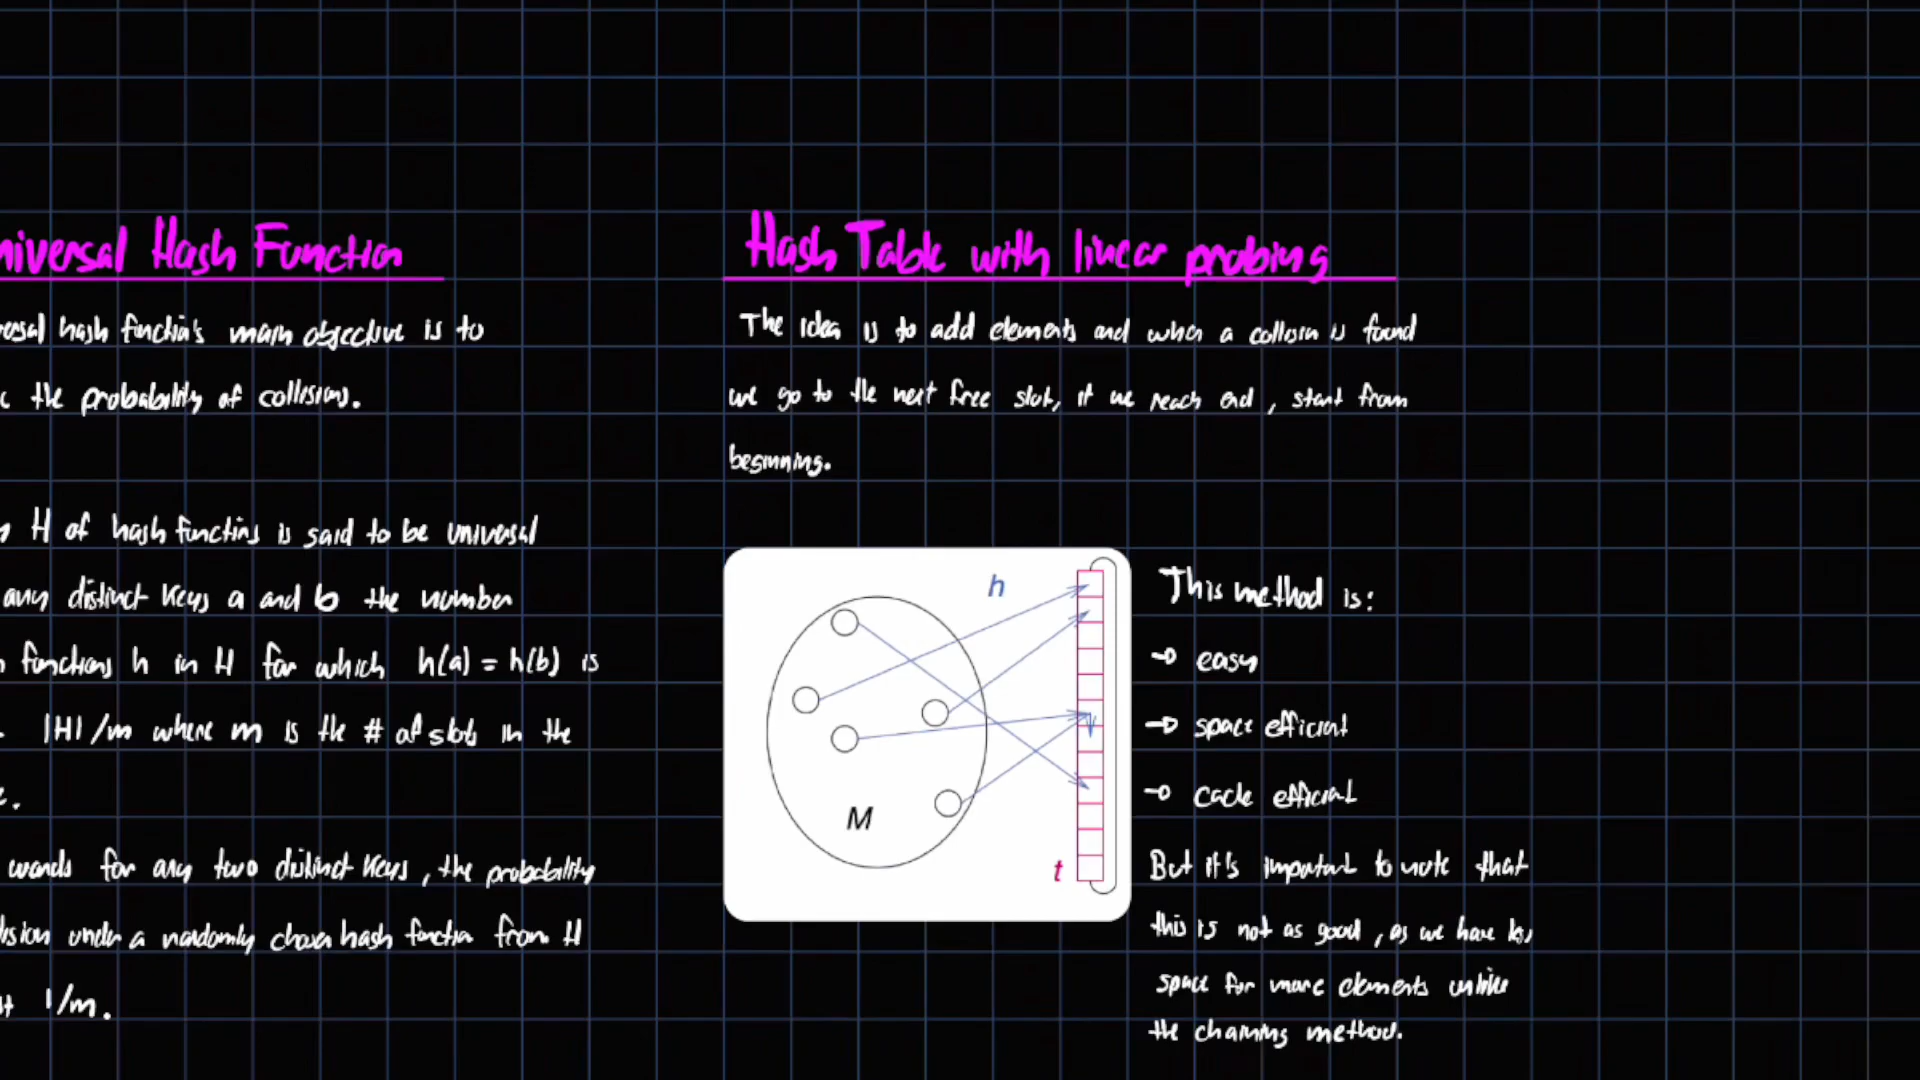 niversal Hash Function
ersal hash function's main objective is to
the probability of collisions.
H of hash functions is said to be universal
any distinct keys a and b the number
functions h in H for which h(a) = h(b) is
|H|/m where m is the # of slots in the
e.
words for any two distinct keys, the probability
lision under a randomly chosen hash function from H
1/m.
Hash Table with linear probing
The idea is to add elements and when a collision is found
we go to the next free slot, if we reach end, start from
beginning.
h
M
t
This method is:
→ easy
→ space efficient
→ cache efficient
But it's important to note that
this is not as good, as we have less
space for more elements unlike
the chaining method.